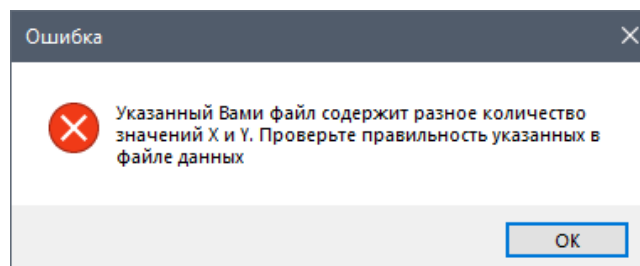 Ошибка
Указанный Вами файл содержит разное количество
значений X и Y. Проверьте правильность указанных в
файле данных
OK